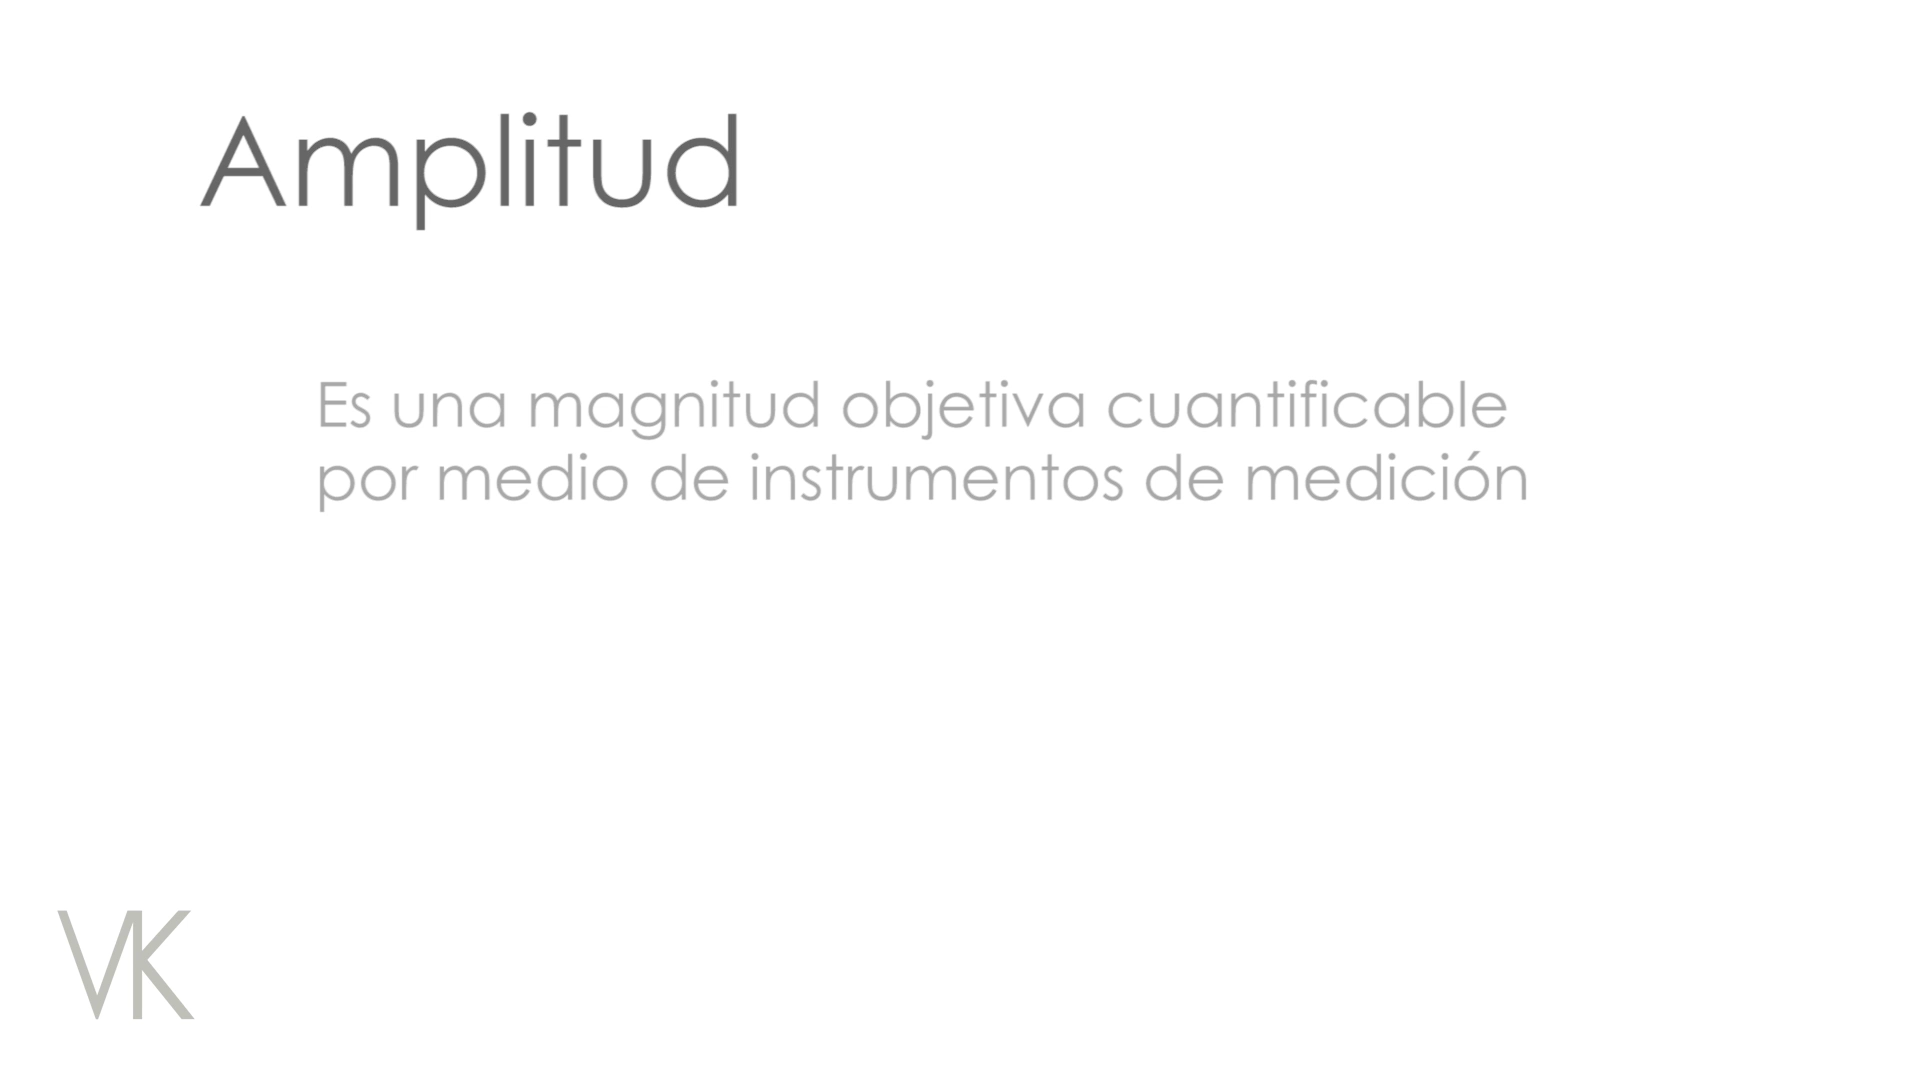 Amplitud
Es una magnitud objetiva cuantificable
por medio de instrumentos de medición
VK